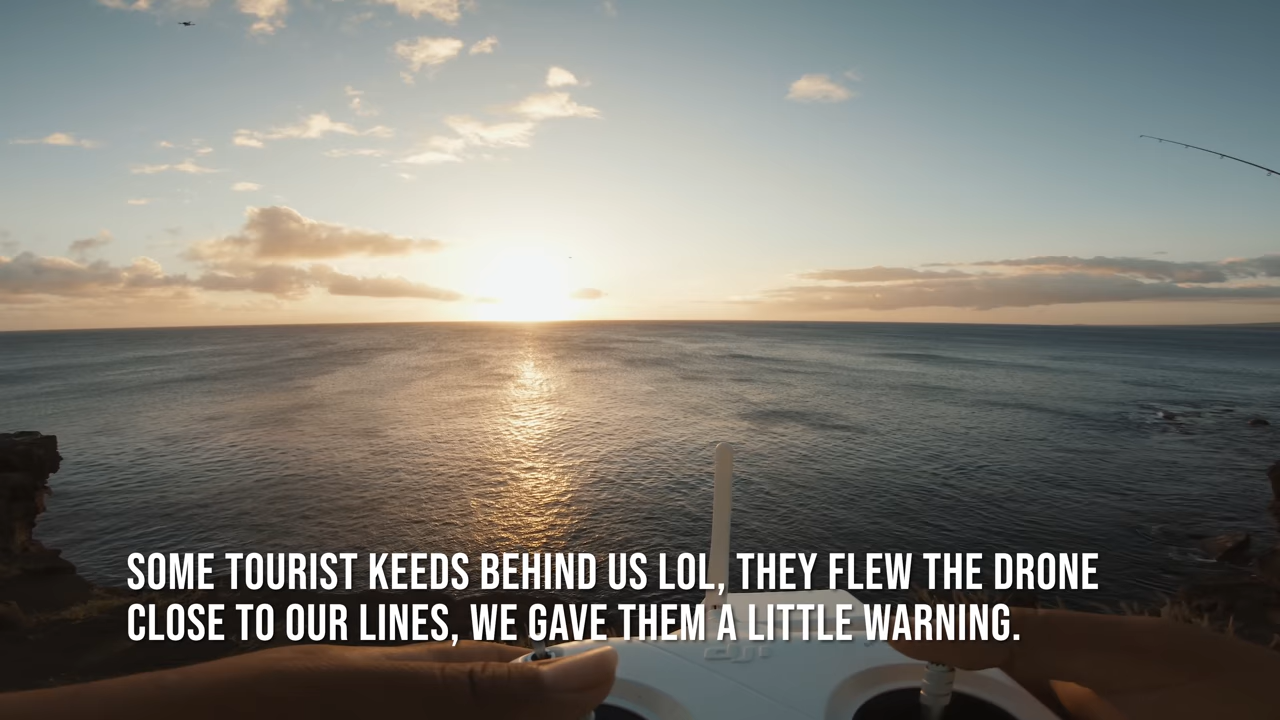 SOME TOURIST KEEDS BEHIND US LOL, THEY FLEW THE DRONE
CLOSE TO OUR LINES, WE GAVE THEM A LITTLE WARNING.
dji